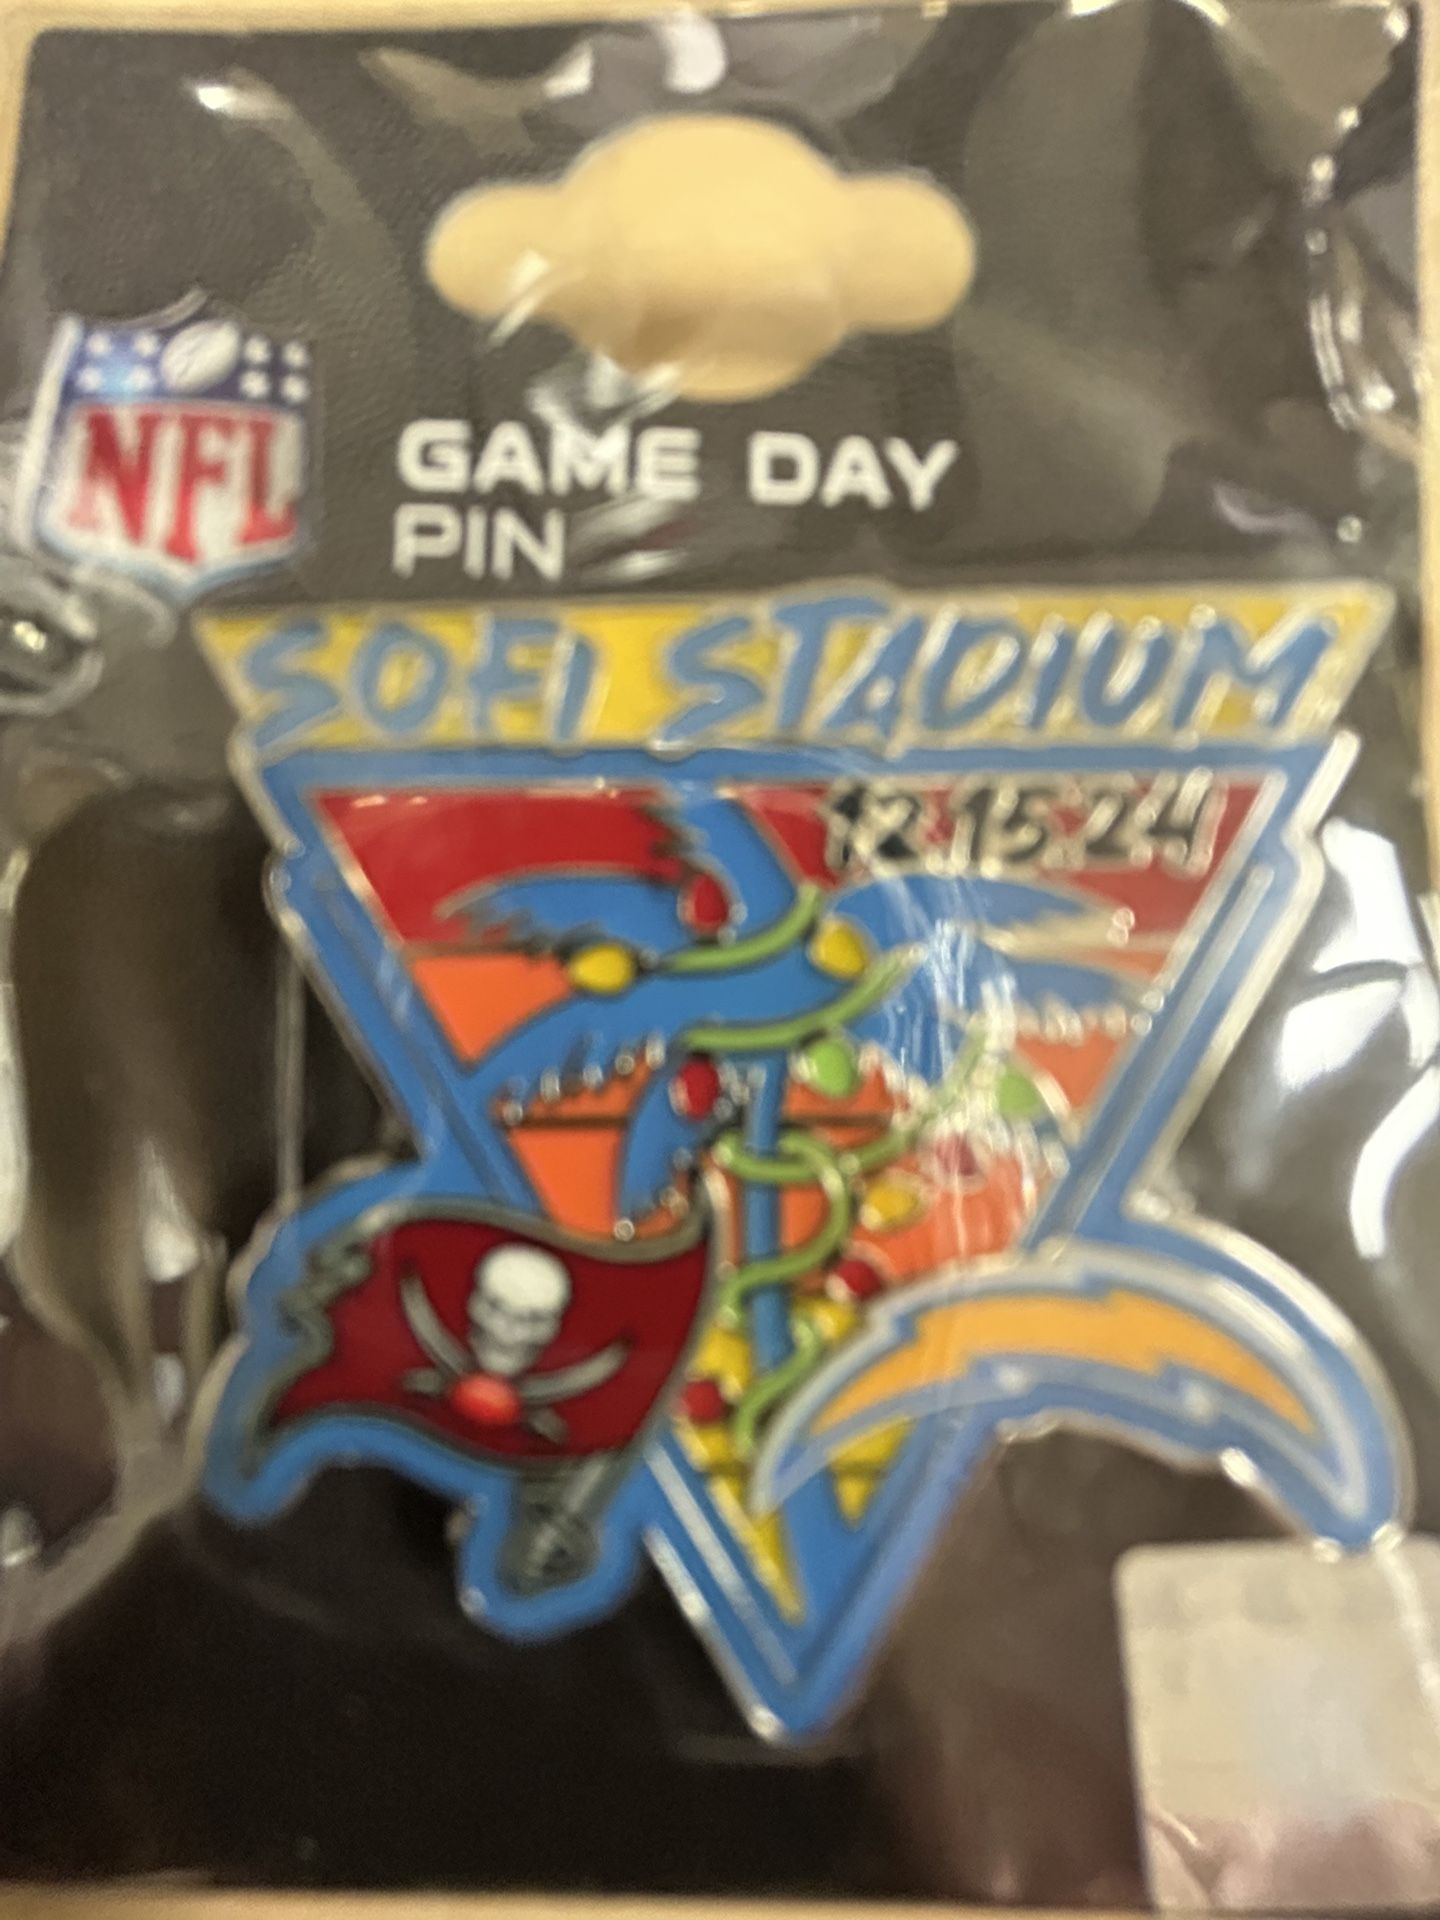 NFL
GAME DAY
PIN
SOFI STADIUM
12.15.24